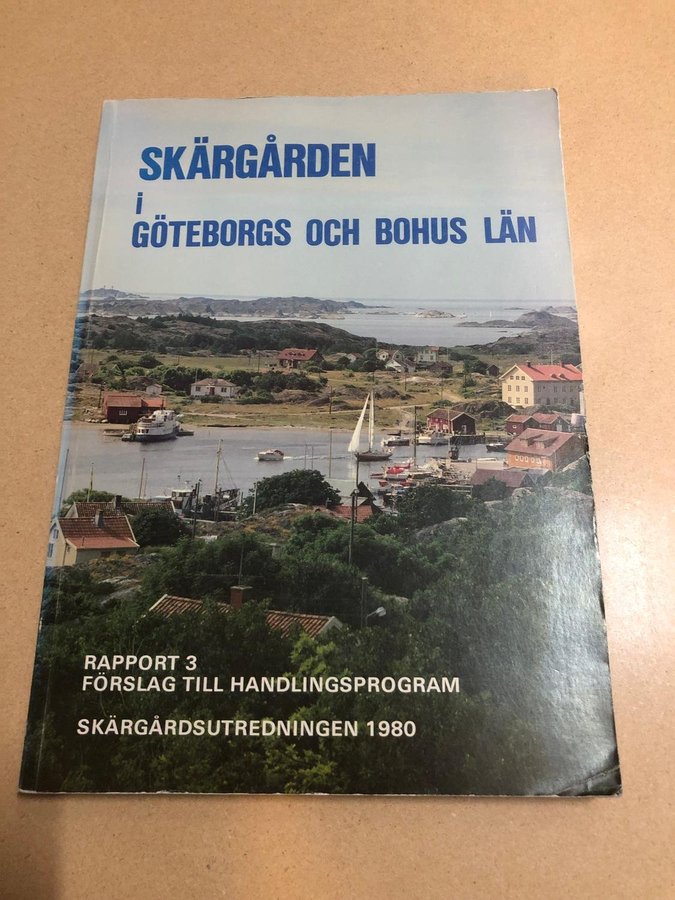 SKÄRGÅRDEN
i
GÖTEBORGS OCH BOHUS LÄN
RAPPORT 3
FÖRSLAG TILL HANDLINGSPROGRAM
SKÄRGÅRDSUTREDNINGEN 1980